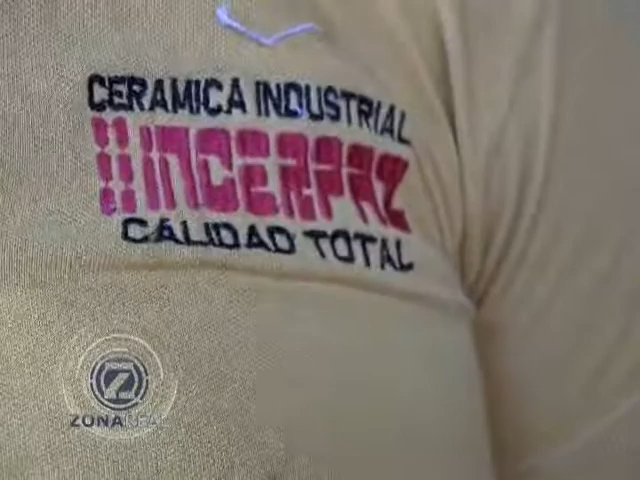 CERAMICA INDUSTRIAL
INCERPAZ
CALIDAD TOTAL
Z
ZONA